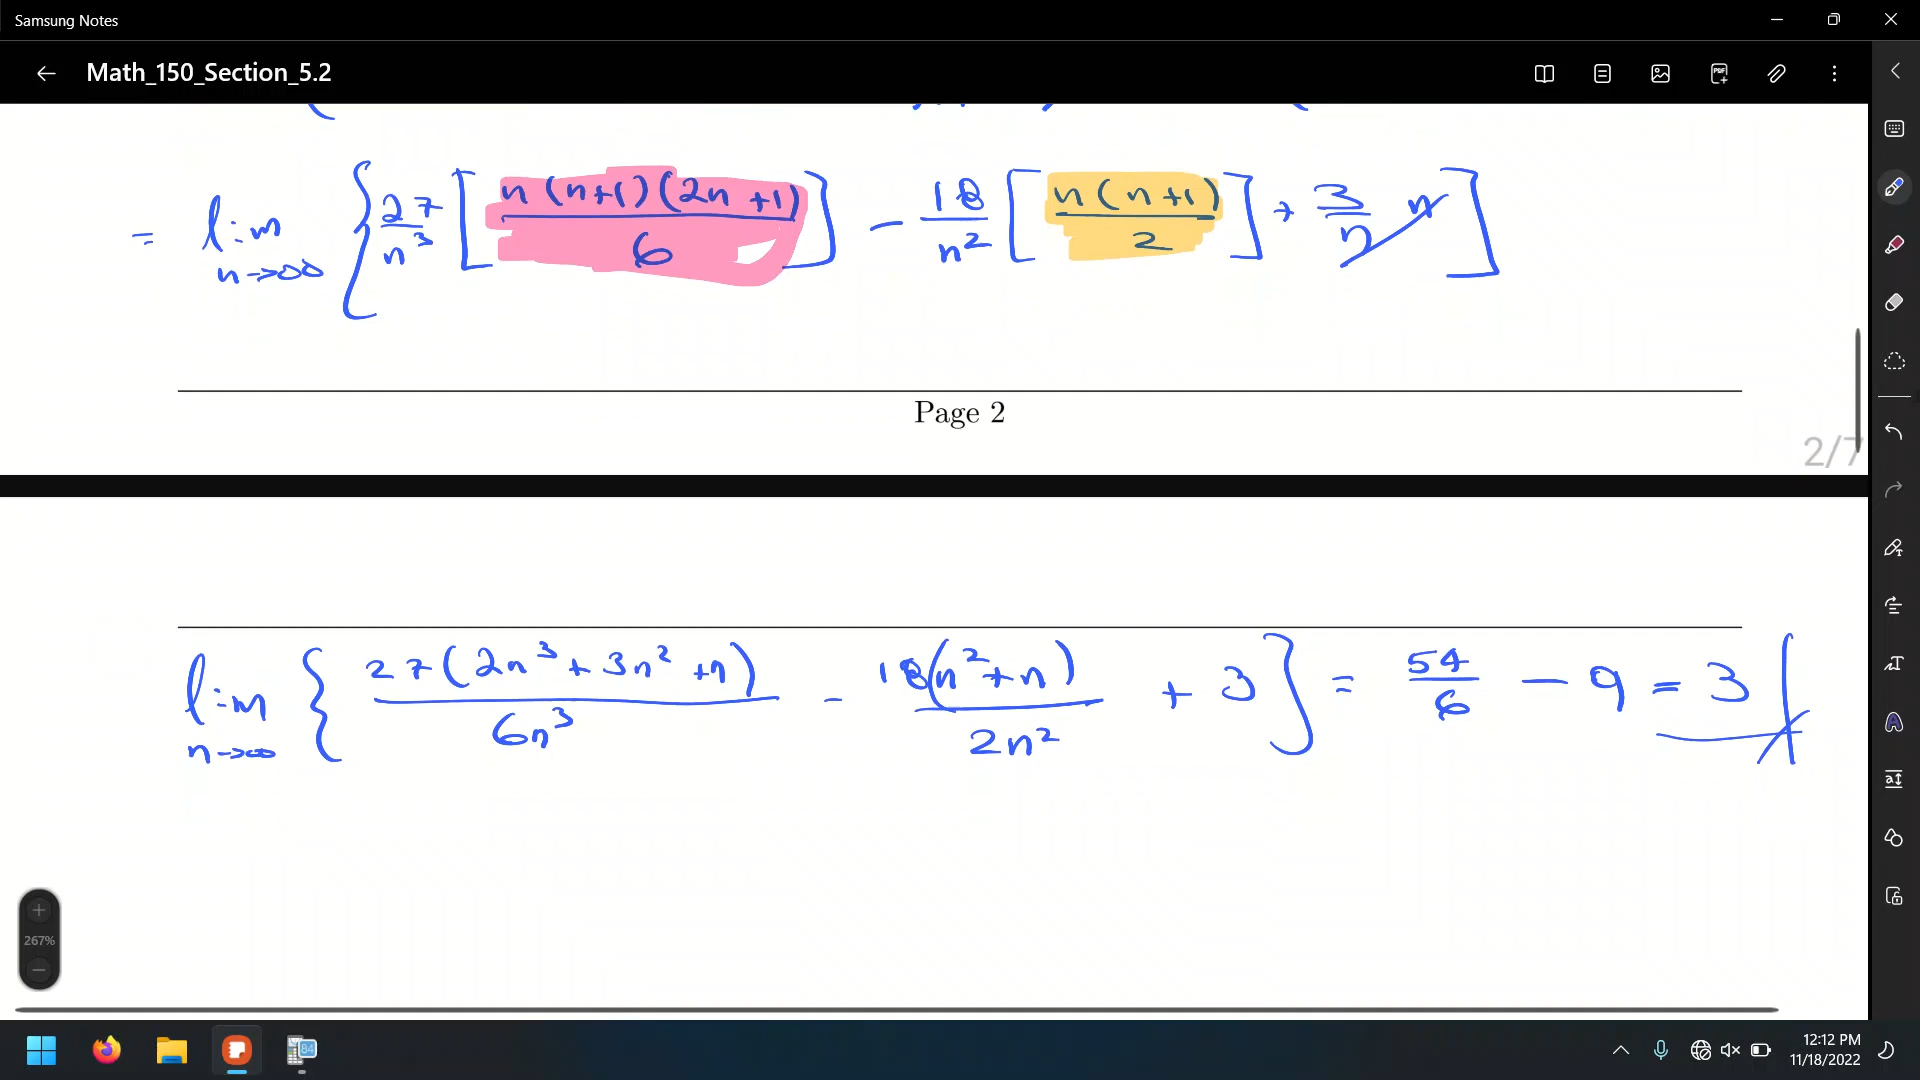 Samsung Notes
Math_150_Section_5.2
= lim n→∞ { 27/n³ [ n(n+1)(2n+1)/6 ] - 18/n² [ n(n+1)/2 ] + 3/n n ]
Page 2
2/7
lim n→∞ { 27(2n³+3n²+n)/6n³ - 18(n²+n)/2n² + 3 } = 54/6 - 9 = 3
267%
84
12:12 PM
11/18/2022